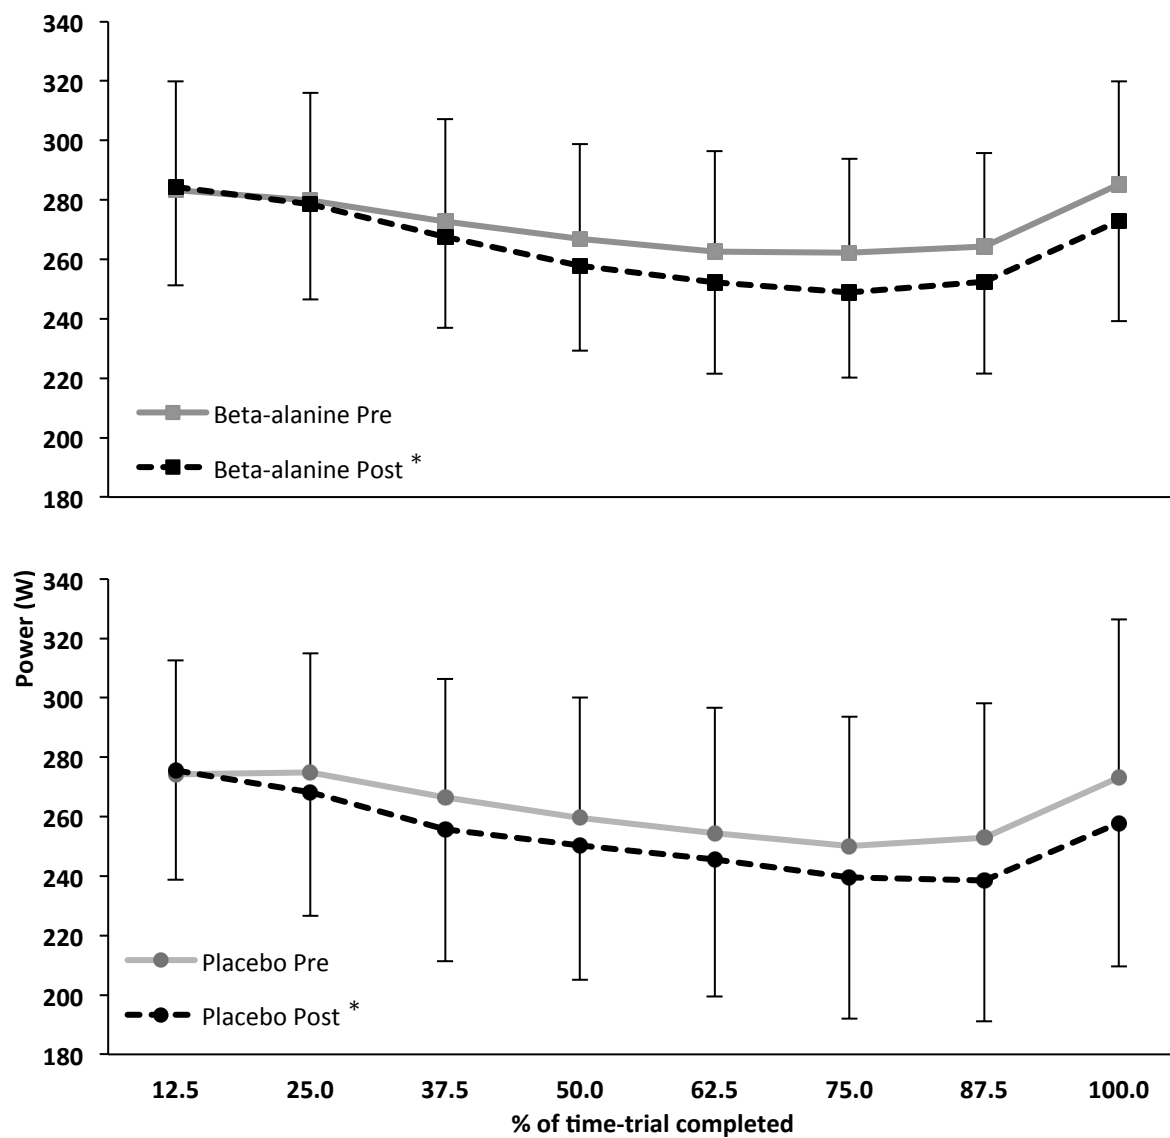 340
320
300
280
260
240
220
200
180
Beta-alanine Pre
Beta-alanine Post *
Power (W)
340
320
300
280
260
240
220
200
180
Placebo Pre
Placebo Post *
12.5 25.0 37.5 50.0 62.5 75.0 87.5 100.0
% of time-trial completed